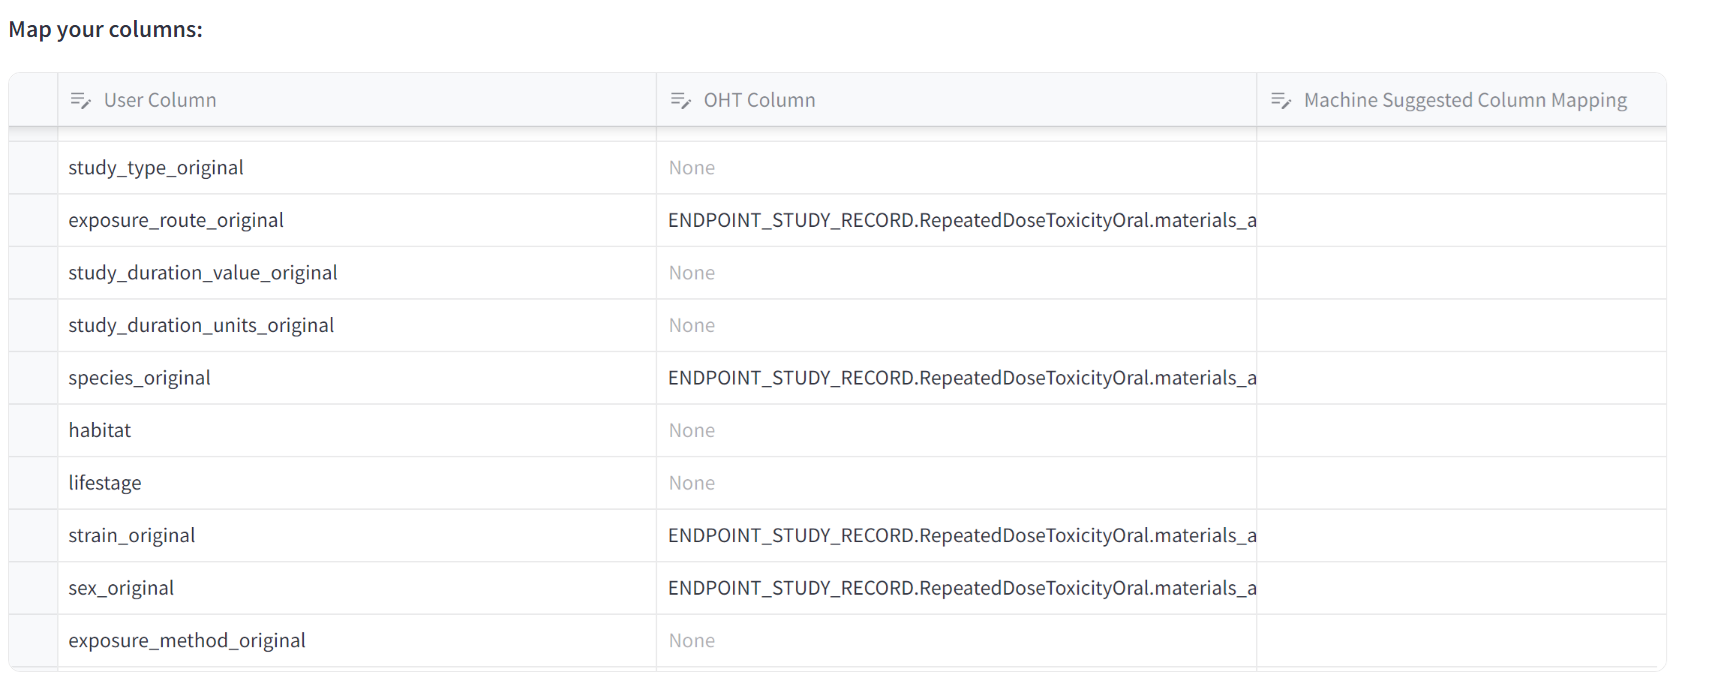 Map your columns:
User Column OHT Column Machine Suggested Column Mapping
study_type_original None
exposure_route_original ENDPOINT_STUDY_RECORD.RepeatedDoseToxicityOral.materials_a
study_duration_value_original None
study_duration_units_original None
species_original ENDPOINT_STUDY_RECORD.RepeatedDoseToxicityOral.materials_a
habitat None
lifestage None
strain_original ENDPOINT_STUDY_RECORD.RepeatedDoseToxicityOral.materials_a
sex_original ENDPOINT_STUDY_RECORD.RepeatedDoseToxicityOral.materials_a
exposure_method_original None